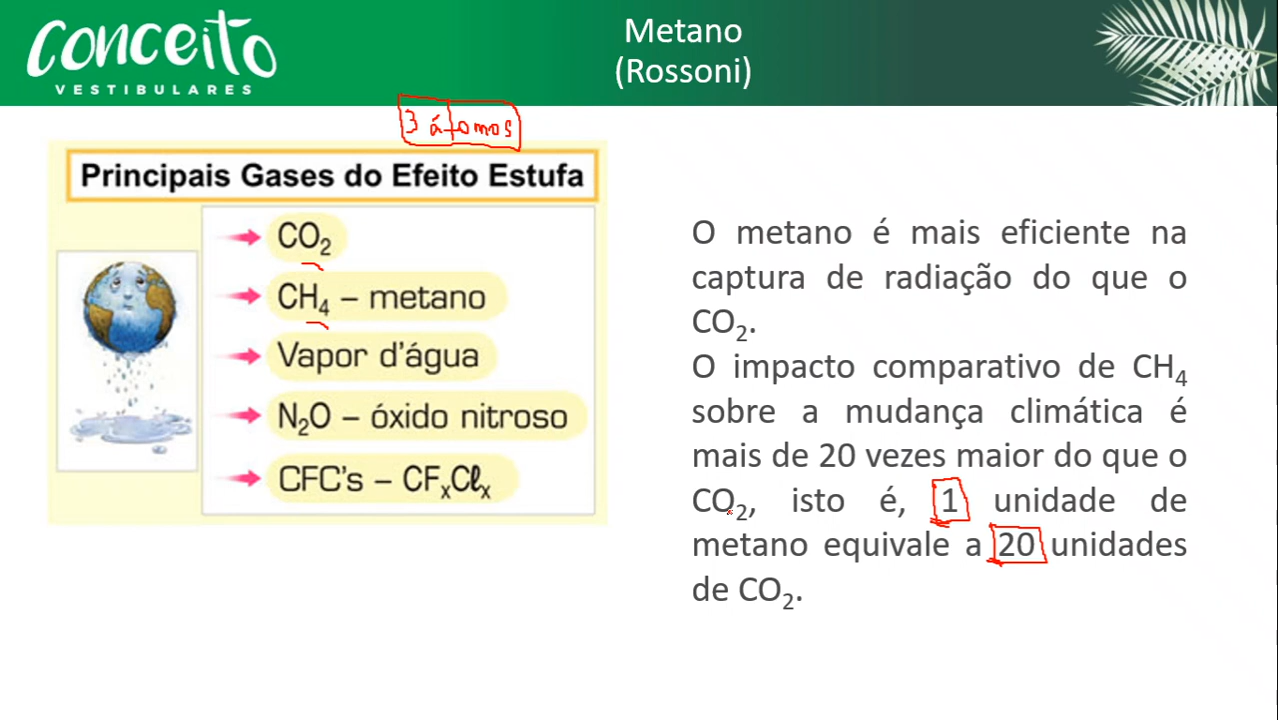 conceito
VESTIBULARES
Metano
(Rossoni)
3 átomos
Principais Gases do Efeito Estufa
CO₂
CH₄ – metano
Vapor d'água
N₂O – óxido nitroso
CFC's – CFₓCℓₓ
O metano é mais eficiente na
captura de radiação do que o
CO₂.
O impacto comparativo de CH₄
sobre a mudança climática é
mais de 20 vezes maior do que o
CO₂, isto é, 1 unidade de
metano equivale a 20 unidades
de CO₂.